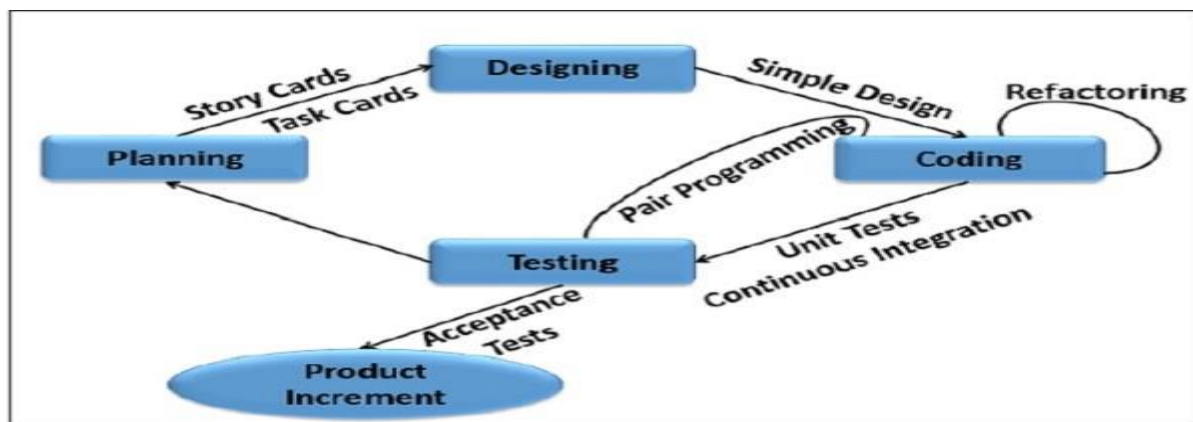 Designing
Story Cards
Task Cards
Simple Design
Refactoring
Planning
Pair Programming
Coding
Testing
Unit Tests
Continuous Integration
Acceptance
Tests
Product
Increment